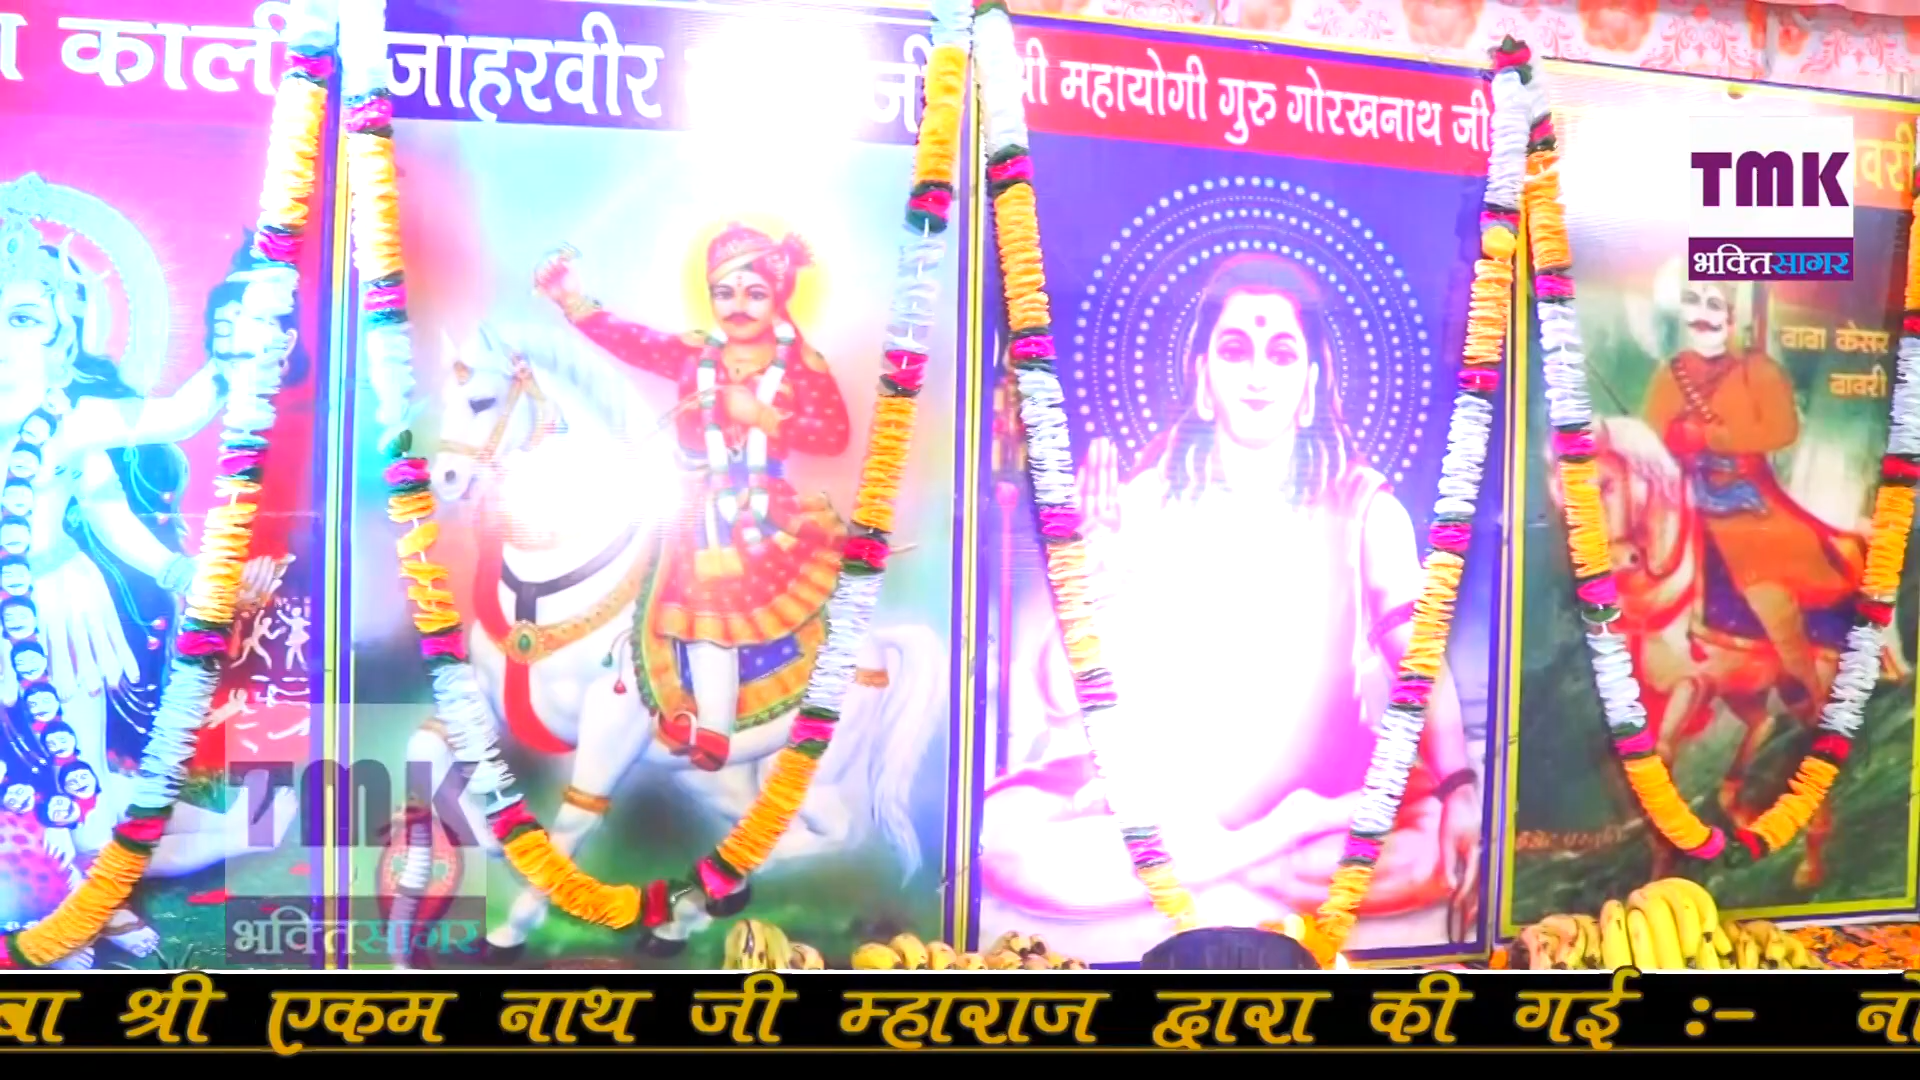 काली
जाहरवीर
जी
श्री महायोगी गुरु गोरखनाथ जी
TMK
भक्तिसागर
बाबा केसर
बावरी
TMK
भक्तिसागर
बा श्री एकम नाथ जी म्हाराज द्वारा की गई :-